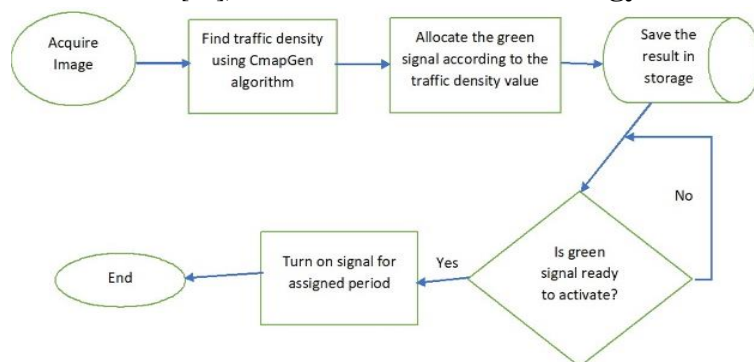 Acquire
Image
Find traffic density
using CmapGen
algorithm
Allocate the green
signal according to the
traffic density value
Save the
result in
storage
No
Is green
signal ready
to activate?
Yes
Turn on signal for
assigned period
End